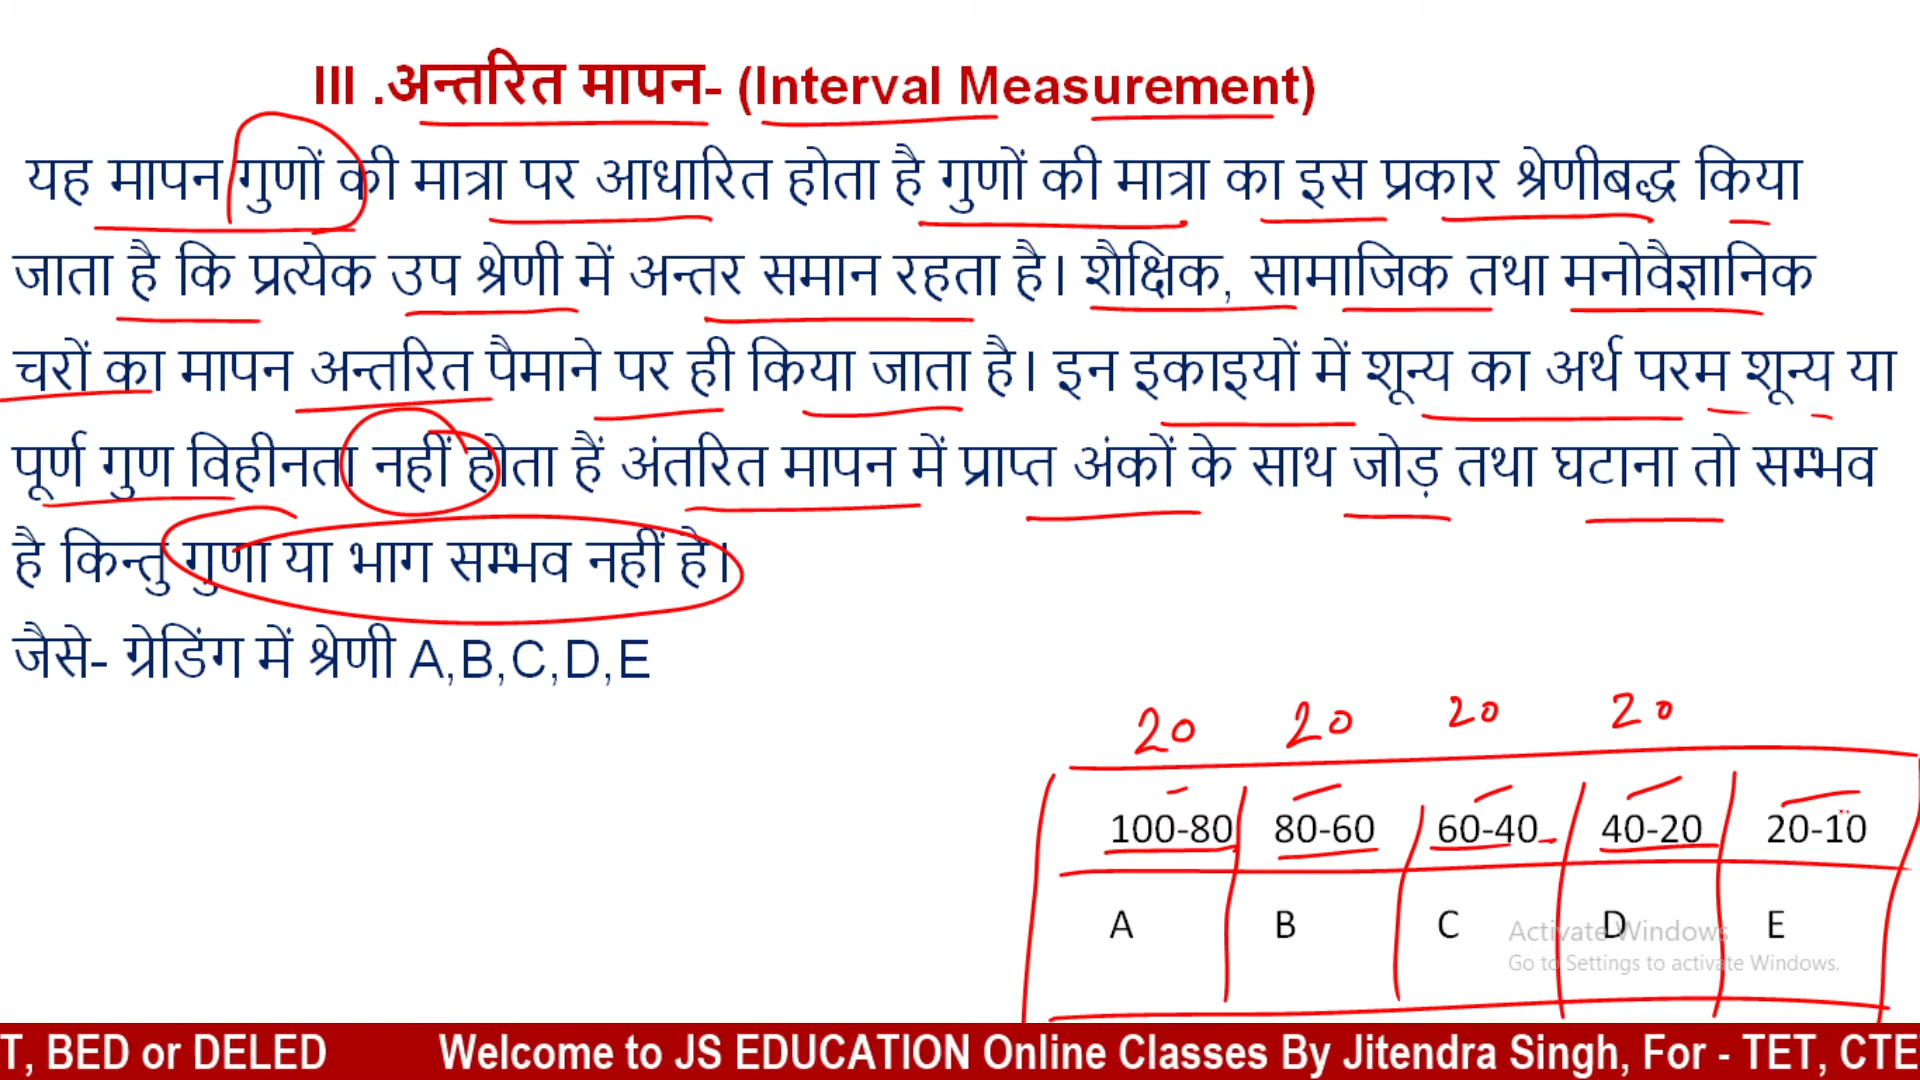 III .अन्तरित मापन- (Interval Measurement)
यह मापन गुणों की मात्रा पर आधारित होता है गुणों की मात्रा का इस प्रकार श्रेणीबद्ध किया
जाता है कि प्रत्येक उप श्रेणी में अन्तर समान रहता है। शैक्षिक, सामाजिक तथा मनोवैज्ञानिक
चरों का मापन अन्तरित पैमाने पर ही किया जाता है। इन इकाइयों में शून्य का अर्थ परम शून्य या
पूर्ण गुण विहीनता नहीं होता हैं अंतरित मापन में प्राप्त अंकों के साथ जोड़ तथा घटाना तो सम्भव
है किन्तु गुणा या भाग सम्भव नहीं है।
जैसे- ग्रेडिंग में श्रेणी A,B,C,D,E
20 20 20 20
100-80 80-60 60-40 40-20 20-10
A B C D E
Activate Windows
Go to Settings to activate Windows.
T, BED or DELED Welcome to JS EDUCATION Online Classes By Jitendra Singh, For - TET, CTE